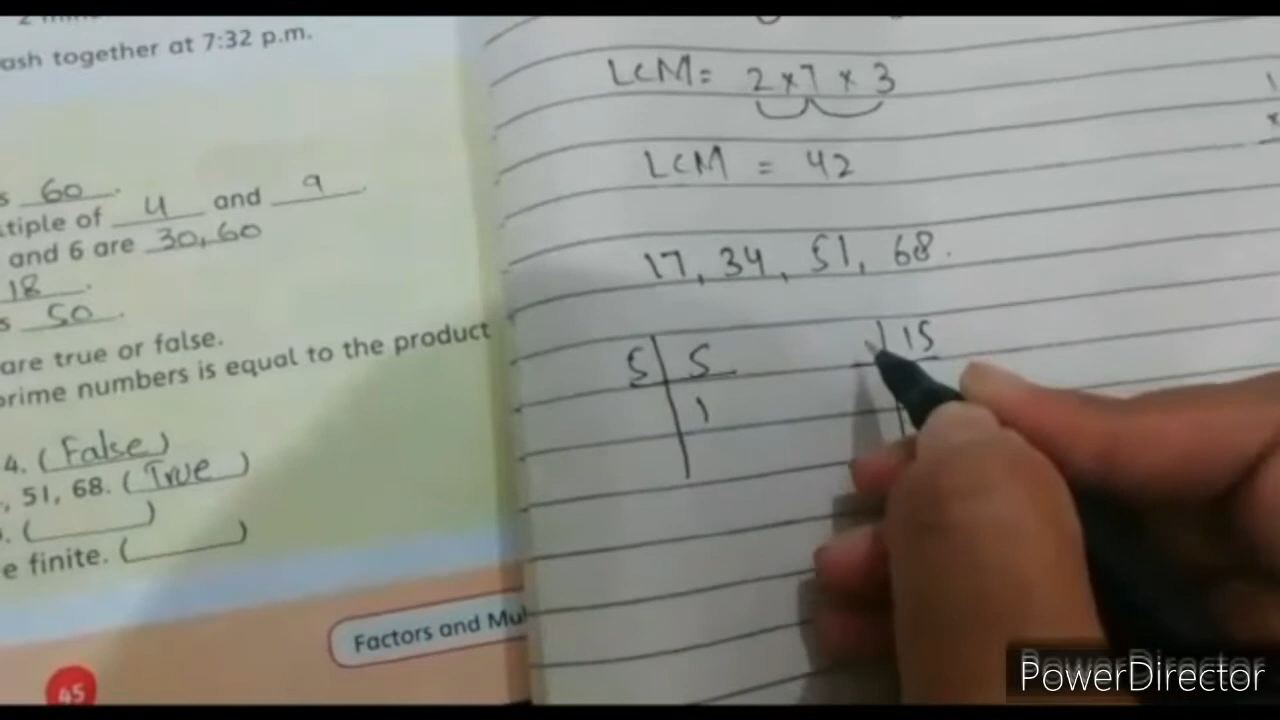 ash together at 7:32 p.m.
s 60.
tiple of 4 and 9.
and 6 are 30, 60
18.
s 50.
are true or false.
prime numbers is equal to the product
4. (False)
, 51, 68. (True)
. ( )
e finite. ( )
Factors and Mul
45
LCM = 2 × 7 × 3
LCM = 42
17, 34, 51, 68.
5 | 5
1
15
PowerDirector